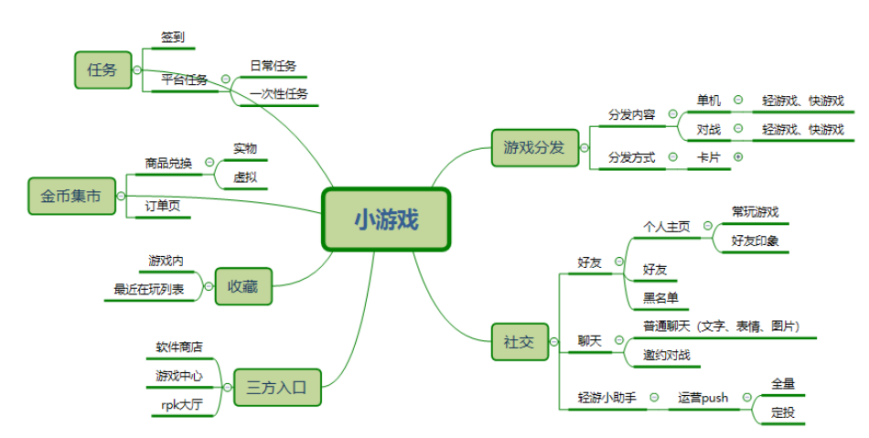 小游戏
任务
签到
平台任务
日常任务
一次性任务
金币集市
商品兑换
实物
虚拟
订单页
收藏
游戏内
最近在玩列表
三方入口
软件商店
游戏中心
rpk大厅
游戏分发
分发内容
单机
轻游戏、快游戏
对战
轻游戏、快游戏
分发方式
卡片
社交
好友
个人主页
常玩游戏
好友印象
好友
黑名单
聊天
普通聊天（文字、表情、图片）
邀约对战
轻游小助手
运营push
全量
定投